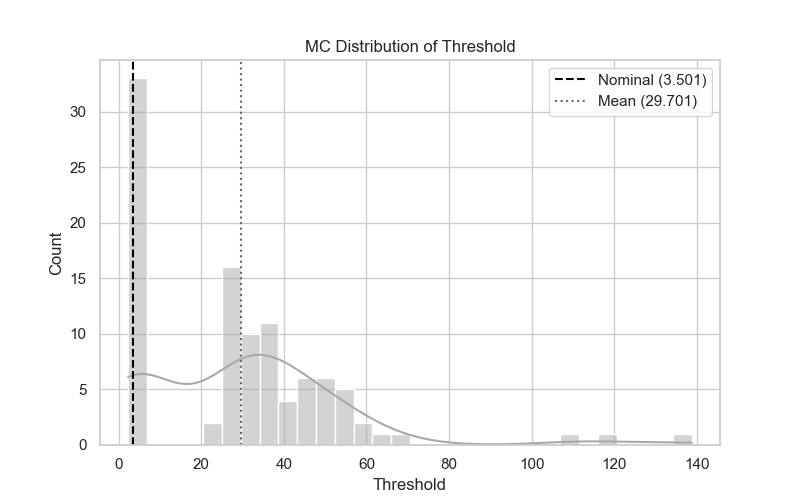 MC Distribution of Threshold
Nominal (3.501)
Mean (29.701)
Count
30
25
20
15
10
5
0
0 20 40 60 80 100 120 140
Threshold